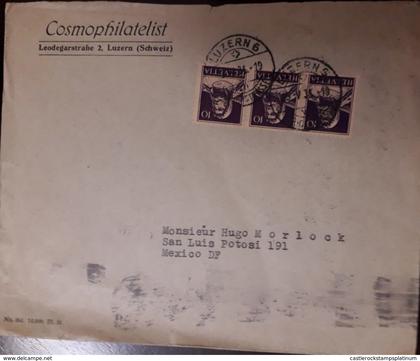 Cosmophilatelist
Leodegarstraße 2, Luzern (Schweiz)
LUZERN 6
HELVETIA
10
HELVETIA
10
HELVETIA
10
Monsieur Hugo Morlock
San Luis Potosi 191
Mexico DF
www.delcampe.net
castlerockstampsplatinum